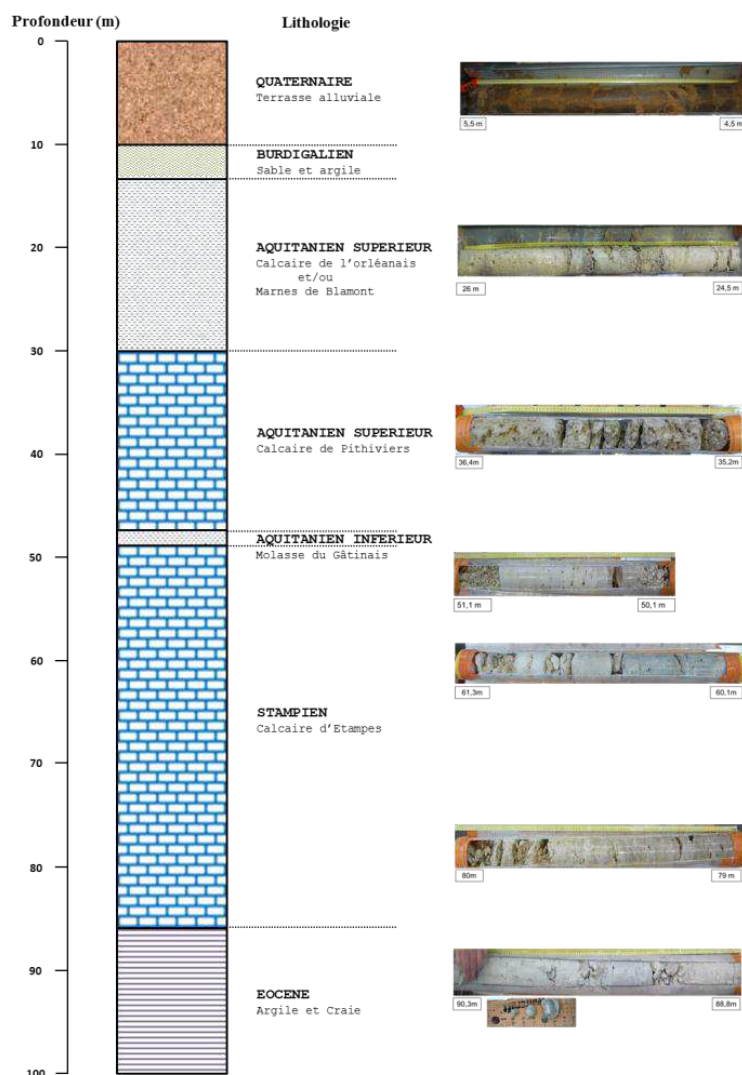 Profondeur (m)
Lithologie
0
QUATERNAIRE
Terrasse alluviale
5,5 m
4,5 m
10
BURDIGALIEN
Sable et argile
20
AQUITANIEN SUPERIEUR
Calcaire de l'orléanais
et/ou
Marnes de Blamont
26 m
24,5 m
30
AQUITANIEN SUPERIEUR
Calcaire de Pithiviers
40
36,4m
35,2m
AQUITANIEN INFERIEUR
Molasse du Gâtinais
50
51,1 m
50,1 m
60
61,3m
60,1m
STAMPIEN
Calcaire d'Etampes
70
80
80m
79 m
90
EOCENE
Argile et Craie
90,3m
88,8m
100